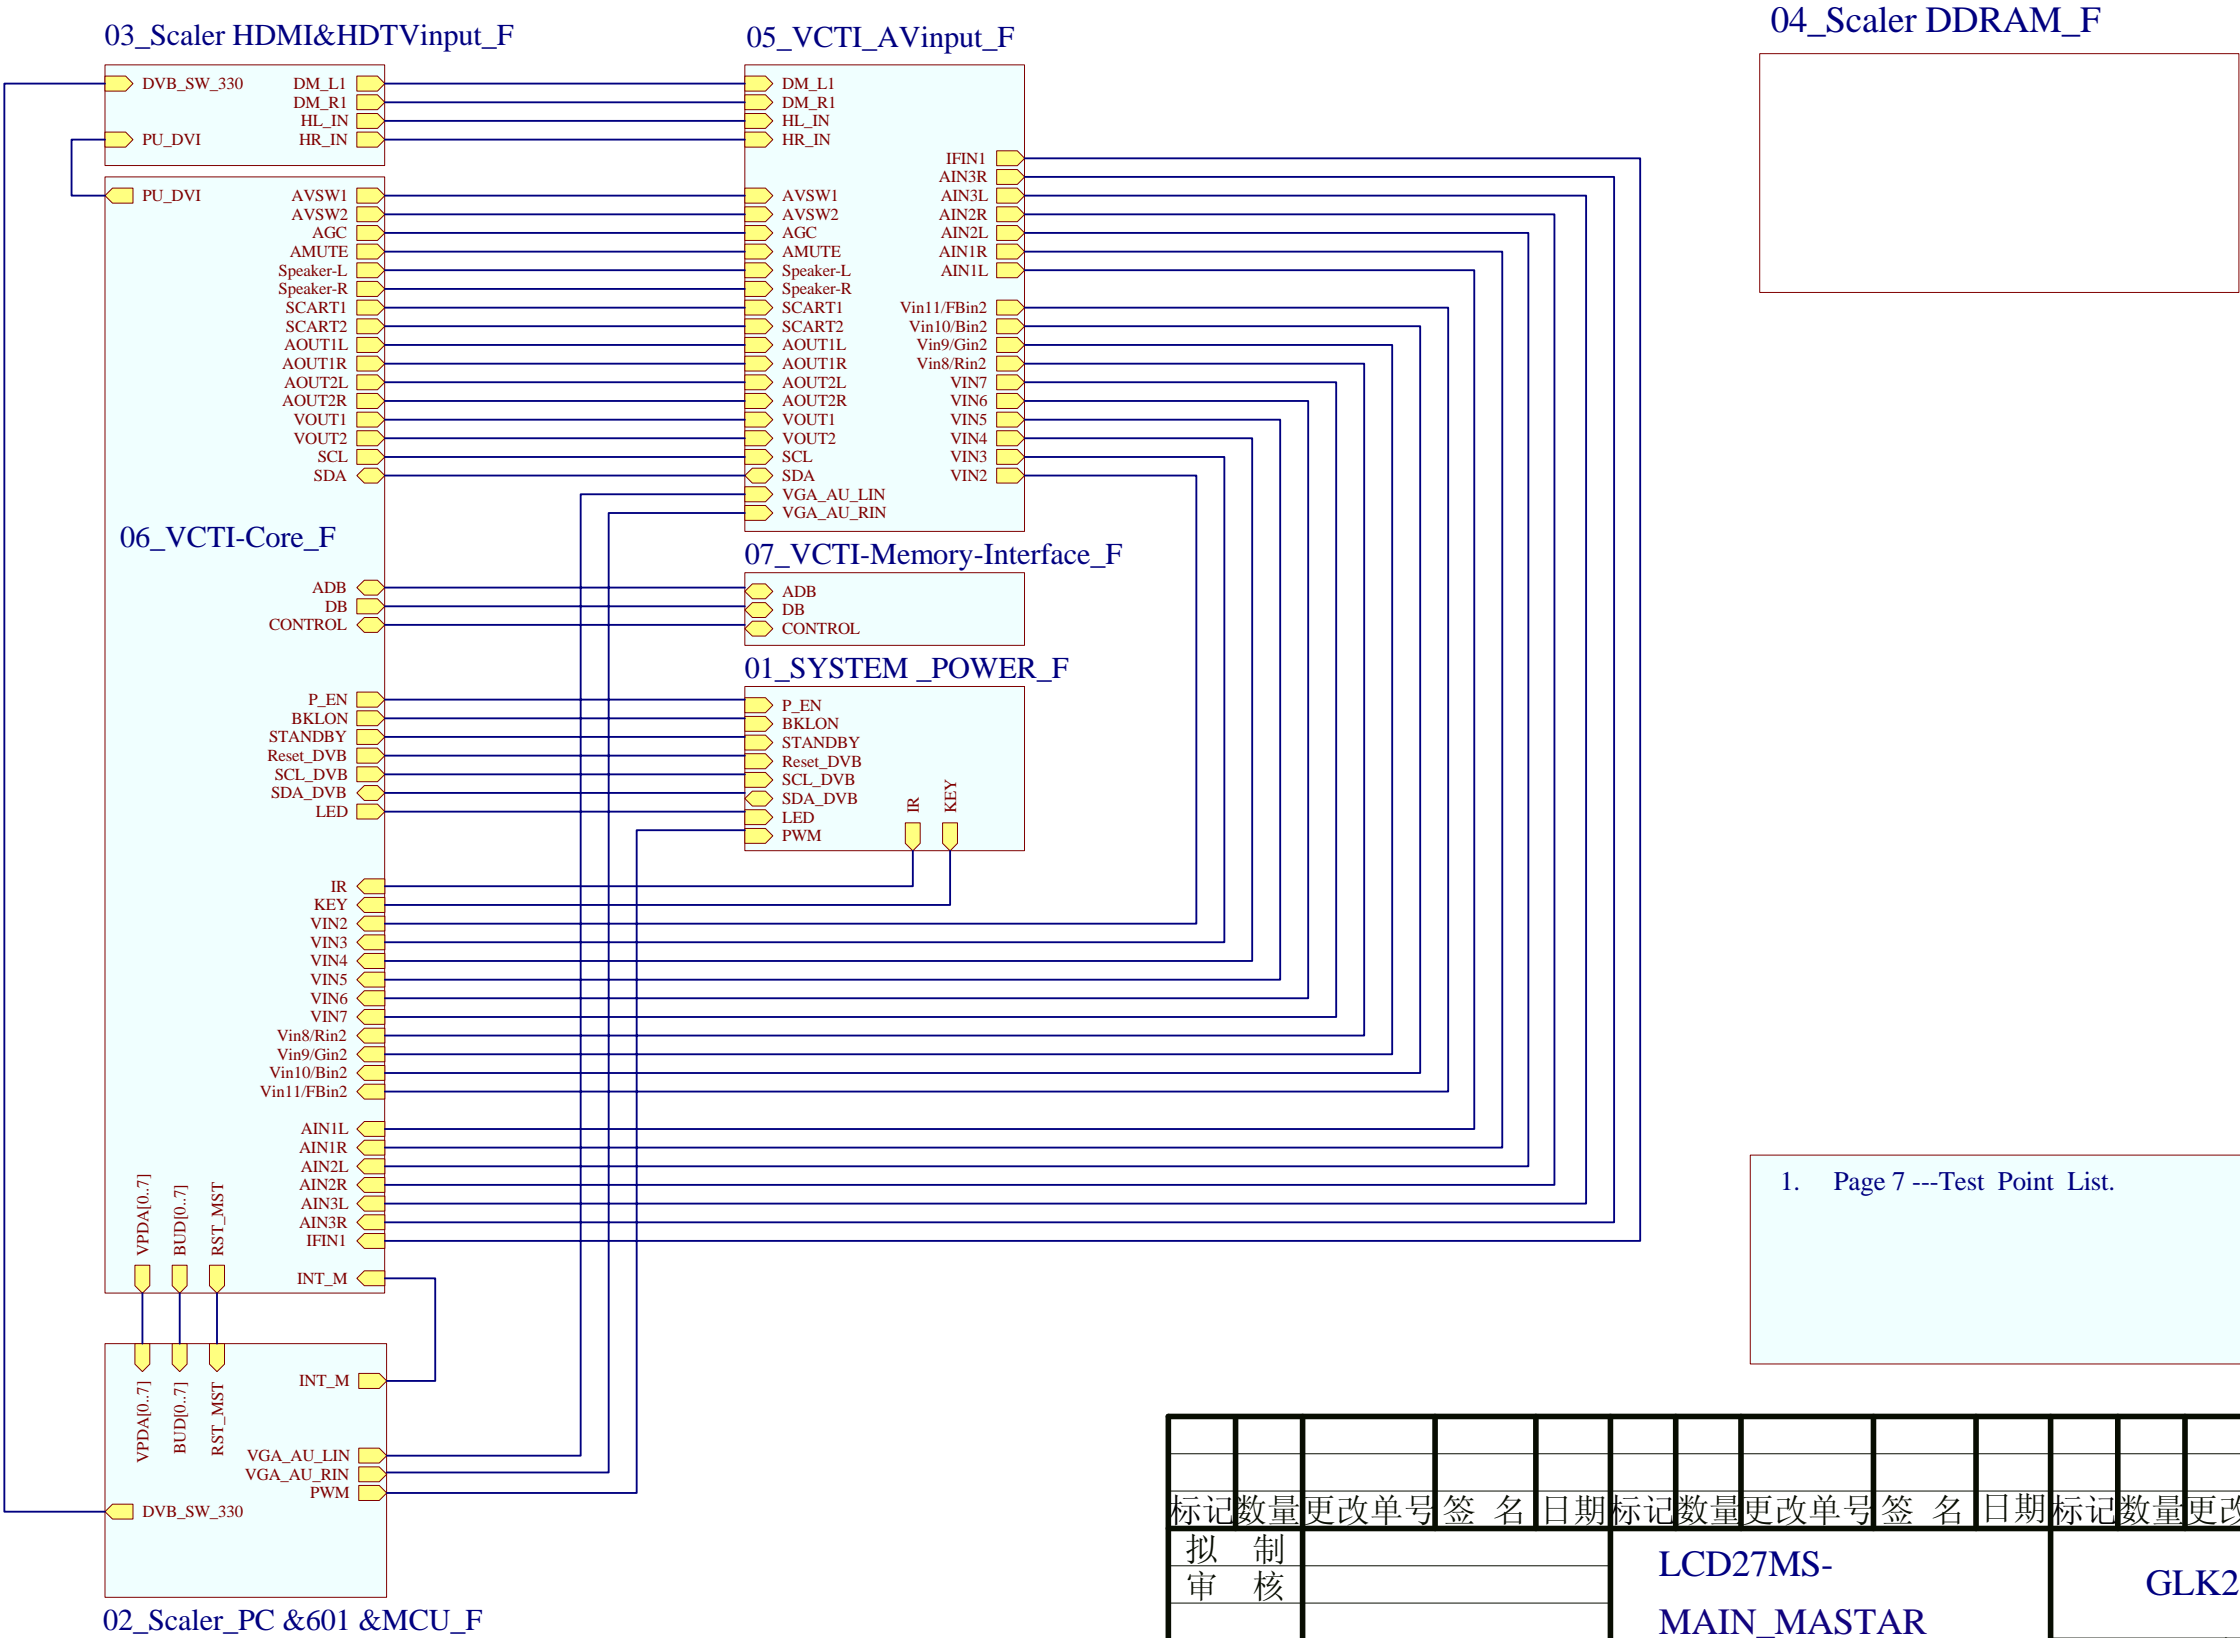 03_Scaler HDMI&HDTVinput_F
DVB_SW_330
PU_DVI
DM_L1
DM_R1
HL_IN
HR_IN
PU_DVI
AVSW1
AVSW2
AGC
AMUTE
Speaker-L
Speaker-R
SCART1
SCART2
AOUT1L
AOUT1R
AOUT2L
AOUT2R
VOUT1
VOUT2
SCL
SDA
06_VCTI-Core_F
ADB
DB
CONTROL
P_EN
BKLON
STANDBY
Reset_DVB
SCL_DVB
SDA_DVB
LED
IR
KEY
VIN2
VIN3
VIN4
VIN5
VIN6
VIN7
Vin8/Rin2
Vin9/Gin2
Vin10/Bin2
Vin11/FBin2
AIN1L
AIN1R
AIN2L
AIN2R
AIN3L
AIN3R
IFIN1
INT_M
VPDA[0..7]
BUD[0..7]
RST_MST
VPDA[0..7]
BUD[0..7]
RST_MST
INT_M
VGA_AU_LIN
VGA_AU_RIN
PWM
DVB_SW_330
02_Scaler_PC &601 &MCU_F
05_VCTI_AVinput_F
DM_L1
DM_R1
HL_IN
HR_IN
AVSW1
AVSW2
AGC
AMUTE
Speaker-L
Speaker-R
SCART1
SCART2
AOUT1L
AOUT1R
AOUT2L
AOUT2R
VOUT1
VOUT2
SCL
SDA
VGA_AU_LIN
VGA_AU_RIN
IFIN1
AIN3R
AIN3L
AIN2R
AIN2L
AIN1R
AIN1L
Vin11/FBin2
Vin10/Bin2
Vin9/Gin2
Vin8/Rin2
VIN7
VIN6
VIN5
VIN4
VIN3
VIN2
07_VCTI-Memory-Interface_F
ADB
DB
CONTROL
01_SYSTEM _POWER_F
P_EN
BKLON
STANDBY
Reset_DVB
SCL_DVB
SDA_DVB
LED
PWM
IR
KEY
04_Scaler DDRAM_F
1. Page 7 ---Test Point List.
标记 数量 更改单号 签 名 日期 标记 数量 更改单号 签 名 日期 标记 数量 更改
拟 制
审 核
LCD27MS-
MAIN_MASTAR
GLK2